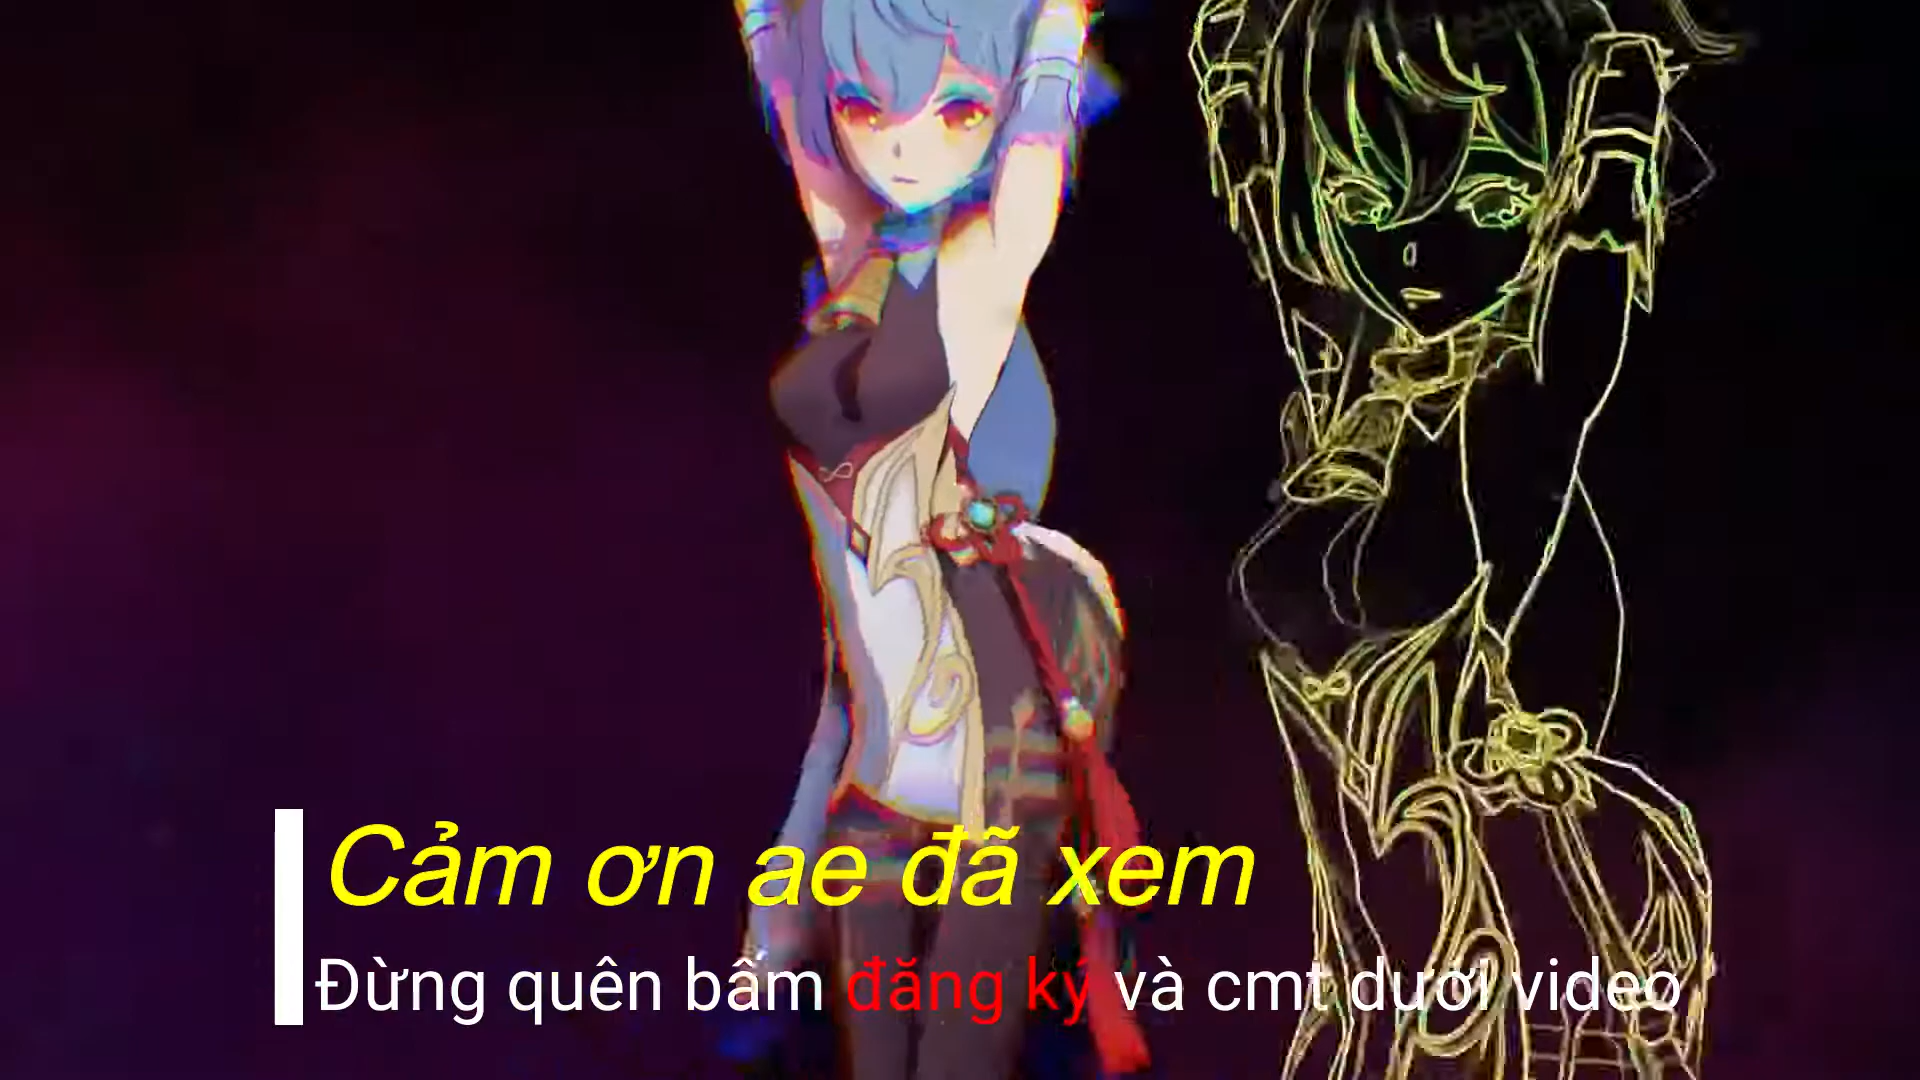 Cảm ơn ae đã xem
Đừng quên bấm đăng ký và cmt dưới video